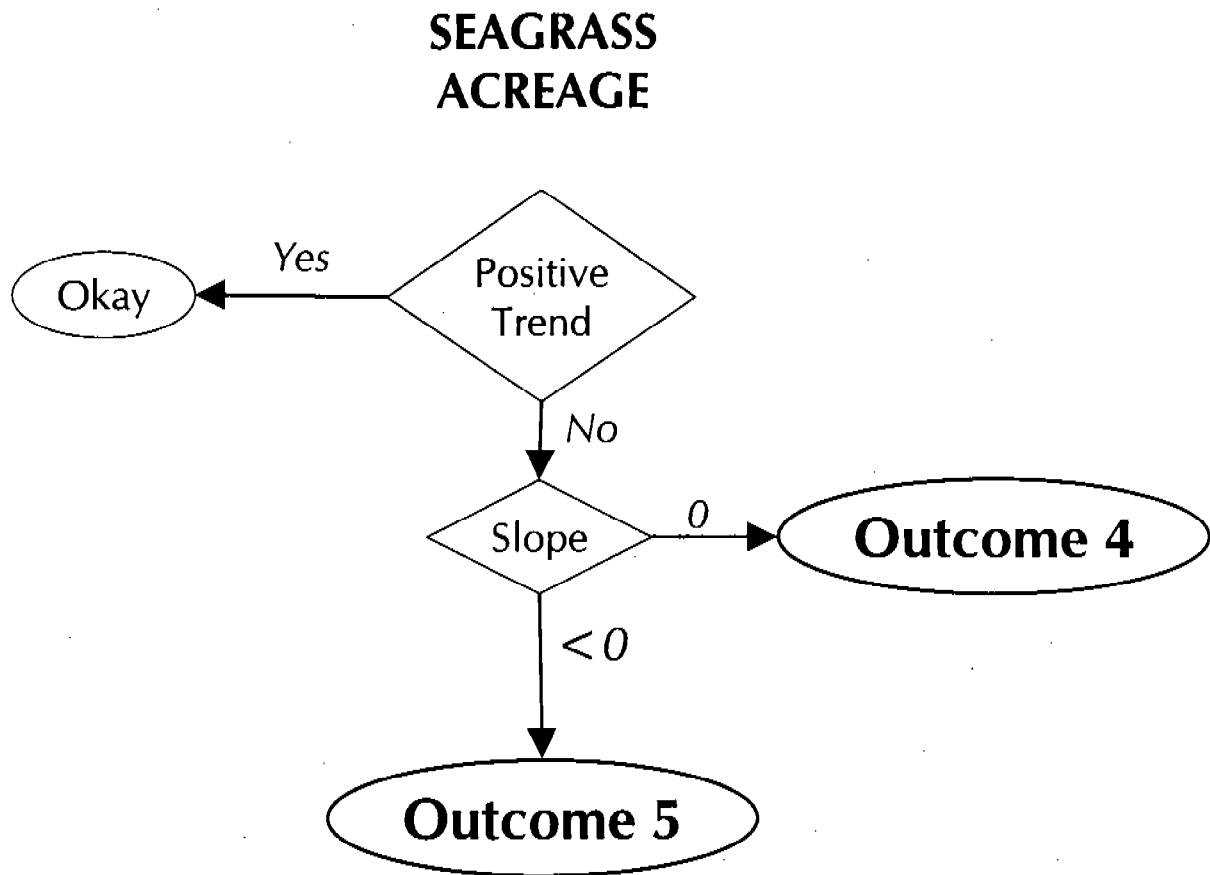 SEAGRASS
ACREAGE
Yes
Okay
Positive
Trend
No
Slope
0
Outcome 4
<0
Outcome 5